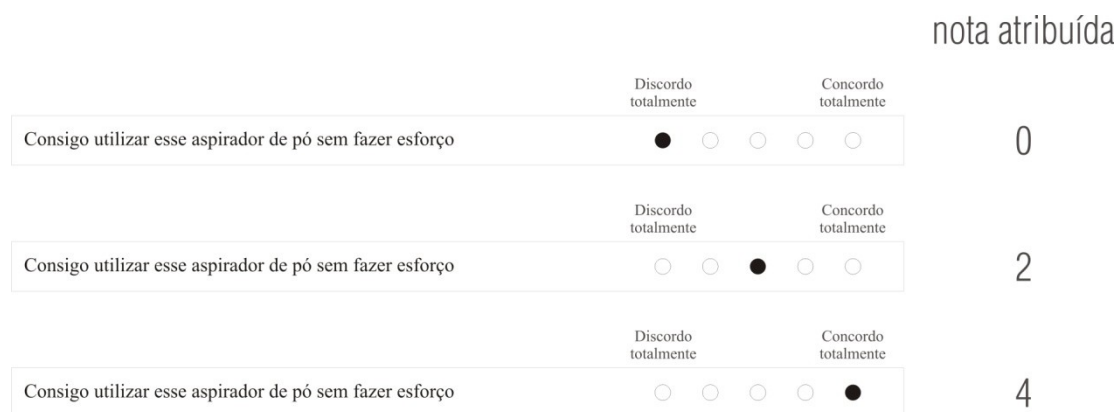 nota atribuída
Discordo totalmente Concordo totalmente
Consigo utilizar esse aspirador de pó sem fazer esforço 0
Discordo totalmente Concordo totalmente
Consigo utilizar esse aspirador de pó sem fazer esforço 2
Discordo totalmente Concordo totalmente
Consigo utilizar esse aspirador de pó sem fazer esforço 4